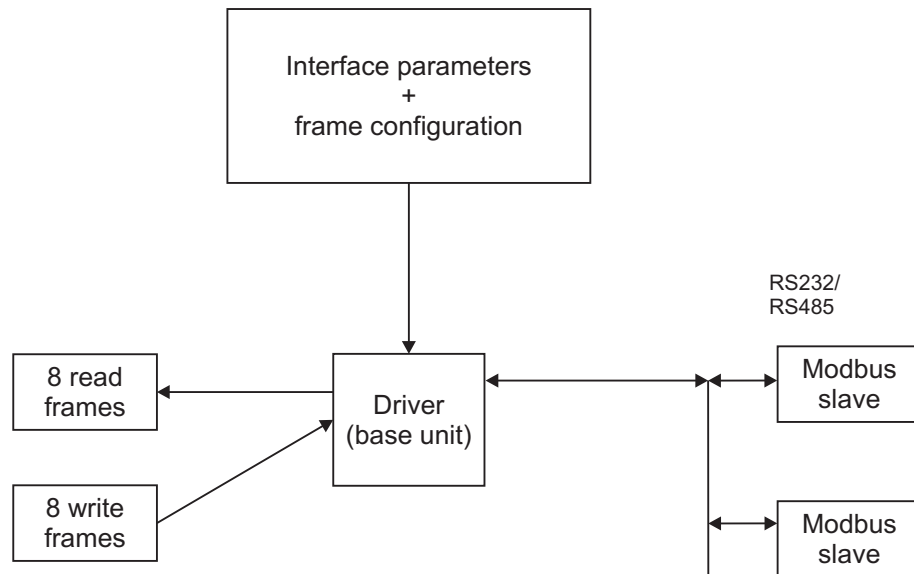 Interface parameters
+
frame configuration
RS232/
RS485
8 read
frames
Driver
(base unit)
Modbus
slave
8 write
frames
Modbus
slave